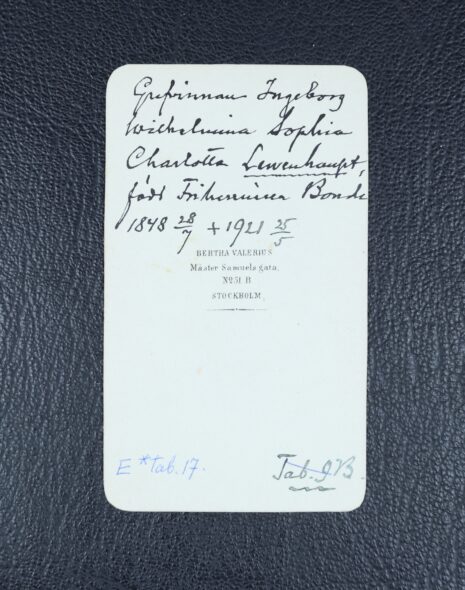 Grefvinnan Ingeborg
Wilhelmina Sophia
Charlotta Lewenhaupt,
född Friherrinna Bonde
1848 28/7 + 1921 25/5
BERTHA VALERIUS
Mäster Samuels gata.
No 51 B
STOCKHOLM.
E * tab. 17.
Tab. 9 B.